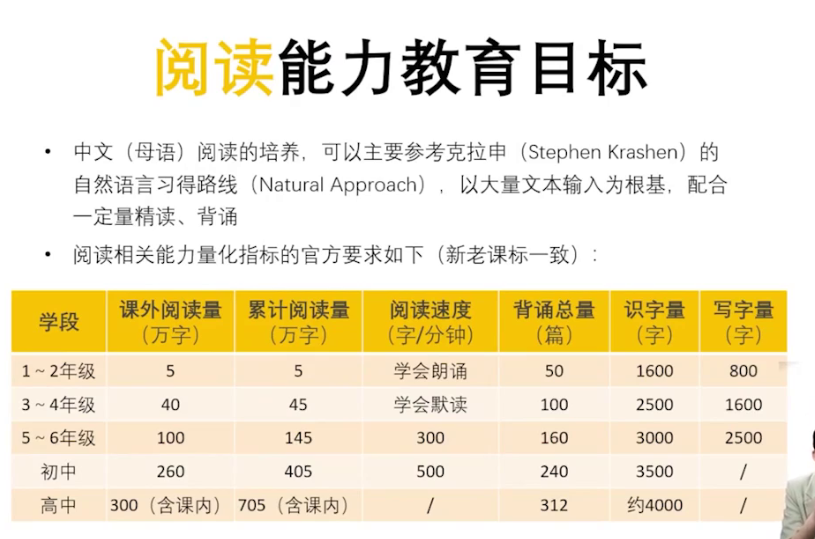 阅读能力教育目标
• 中文（母语）阅读的培养，可以主要参考克拉申（Stephen Krashen）的
自然语言习得路线（Natural Approach），以大量文本输入为根基，配合
一定量精读、背诵
• 阅读相关能力量化指标的官方要求如下（新老课标一致）：
学段 课外阅读量（万字） 累计阅读量（万字） 阅读速度（字/分钟） 背诵总量（篇） 识字量（字） 写字量（字）
1～2年级 5 5 学会朗诵 50 1600 800
3～4年级 40 45 学会默读 100 2500 1600
5～6年级 100 145 300 160 3000 2500
初中 260 405 500 240 3500 /
高中 300（含课内） 705（含课内） / 312 约4000 /